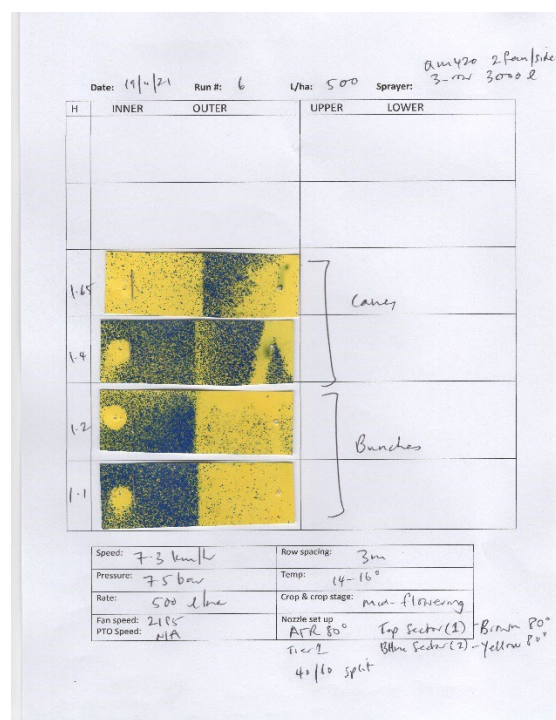 qm420 2 fan/side
Date: 19/11/21 Run #: 6 L/ha: 500 Sprayer: 3-row 3000 l
H INNER OUTER UPPER LOWER
1.65
Canes
1.4
1.2
Bunches
1.1
Speed: 7.3 km/h Row spacing: 3m
Pressure: 7.5 bar Temp: 14-16°
Rate: 500 l/ha Crop & crop stage: mid-flowering
Fan speed: 2185 Nozzle set up
PTO Speed: N/A ATR 80° Top Sector (1) - Brown 80°
Tier 1 Sector (2) - Yellow 80°
40/60 split